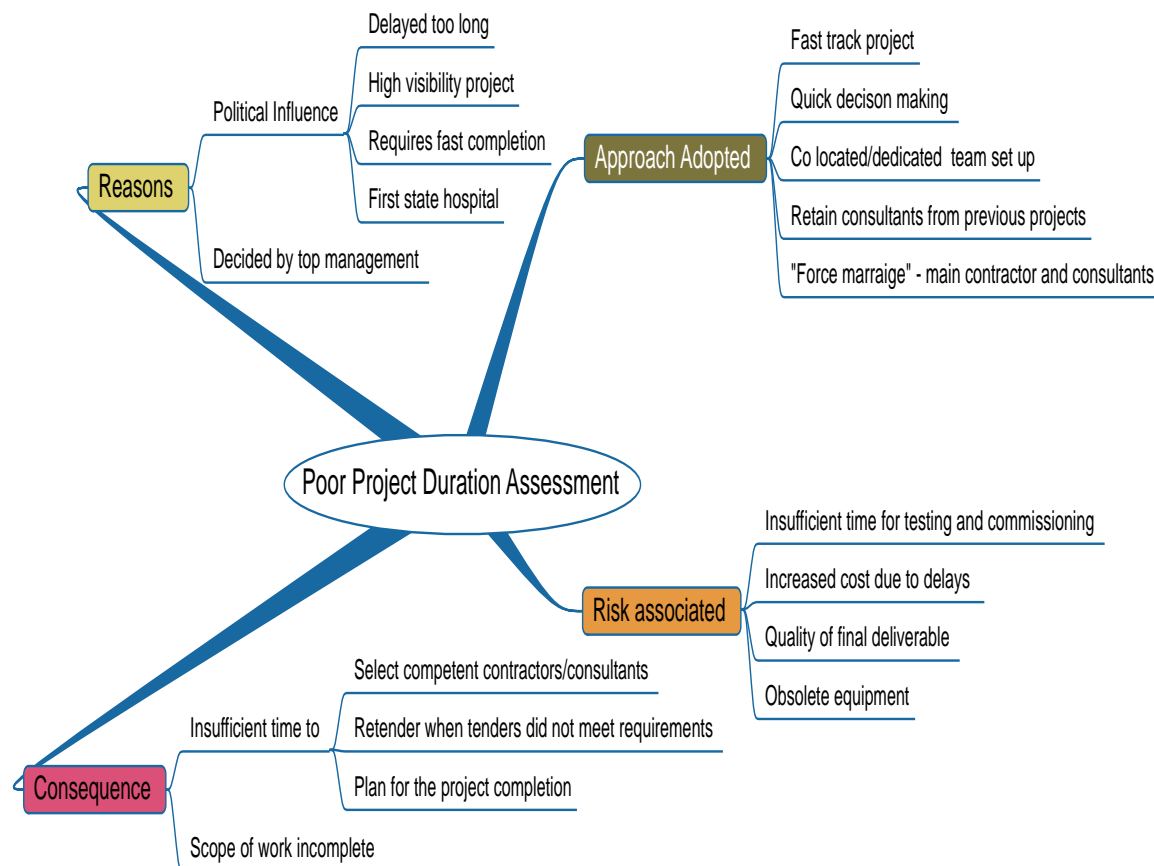 Poor Project Duration Assessment
Reasons
Political Influence
Delayed too long
High visibility project
Requires fast completion
First state hospital
Decided by top management
Approach Adopted
Fast track project
Quick decison making
Co located/dedicated  team set up
Retain consultants from previous projects
"Force marraige" - main contractor and consultants
Risk associated
Insufficient time for testing and commissioning
Increased cost due to delays
Quality of final deliverable
Obsolete equipment
Consequence
Insufficient time to
Select competent contractors/consultants
Retender when tenders did not meet requirements
Plan for the project completion
Scope of work incomplete